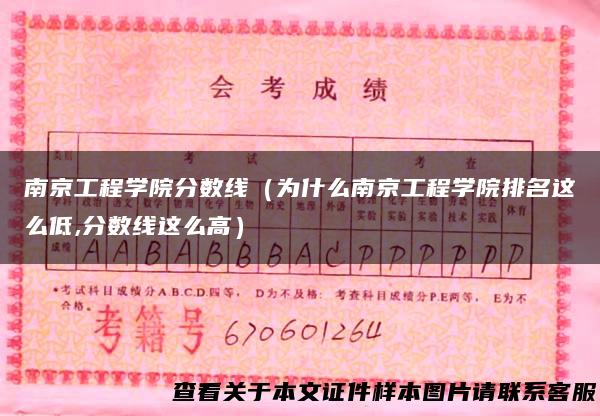 会考成绩
类别 考试 考查
南京工程学院分数线（为什么南京工程学院排名这
么低,分数线这么高）
成绩 A A B A B B B A C P P P P P P P
*考试科目成绩分A.B.C.D.四等， D为不及格; 考查科目成绩分P.E两等， E为不
合格。
考籍号 670601264
查看关于本文证件样本图片请联系客服